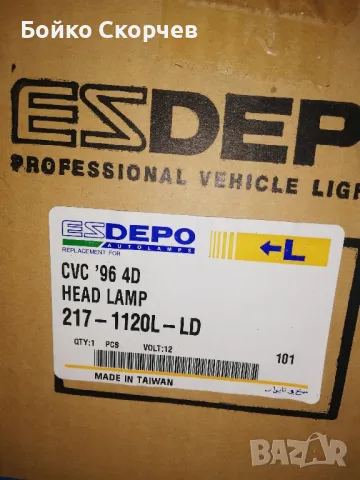 Бойко Скорчев
ESDEPO
PROFESSIONAL VEHICLE LIGH
ESDEPO
AUTOLAMPS
REPLACEMENT FOR
←L
CVC '96 4D
HEAD LAMP
217-1120L-LD
QTY:1 PCS VOLT:12
101
MADE IN TAIWAN
BAZAR